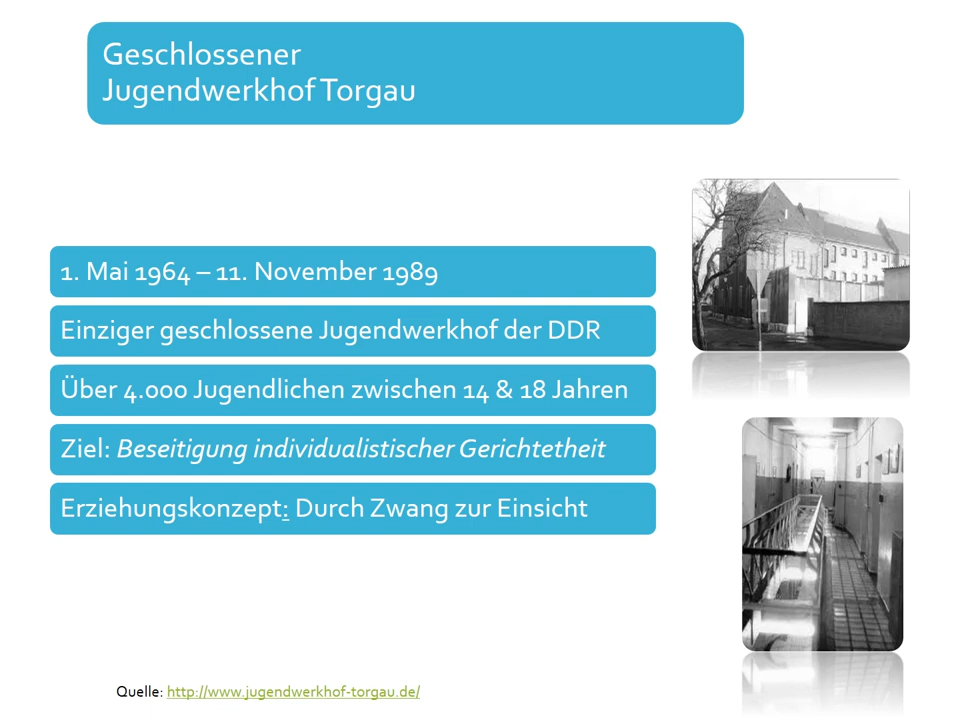 Geschlossener
Jugendwerkhof Torgau
1. Mai 1964 – 11. November 1989
Einziger geschlossene Jugendwerkhof der DDR
Über 4.000 Jugendlichen zwischen 14 & 18 Jahren
Ziel: Beseitigung individualistischer Gerichtetheit
Erziehungskonzept: Durch Zwang zur Einsicht
Quelle: http://www.jugendwerkhof-torgau.de/